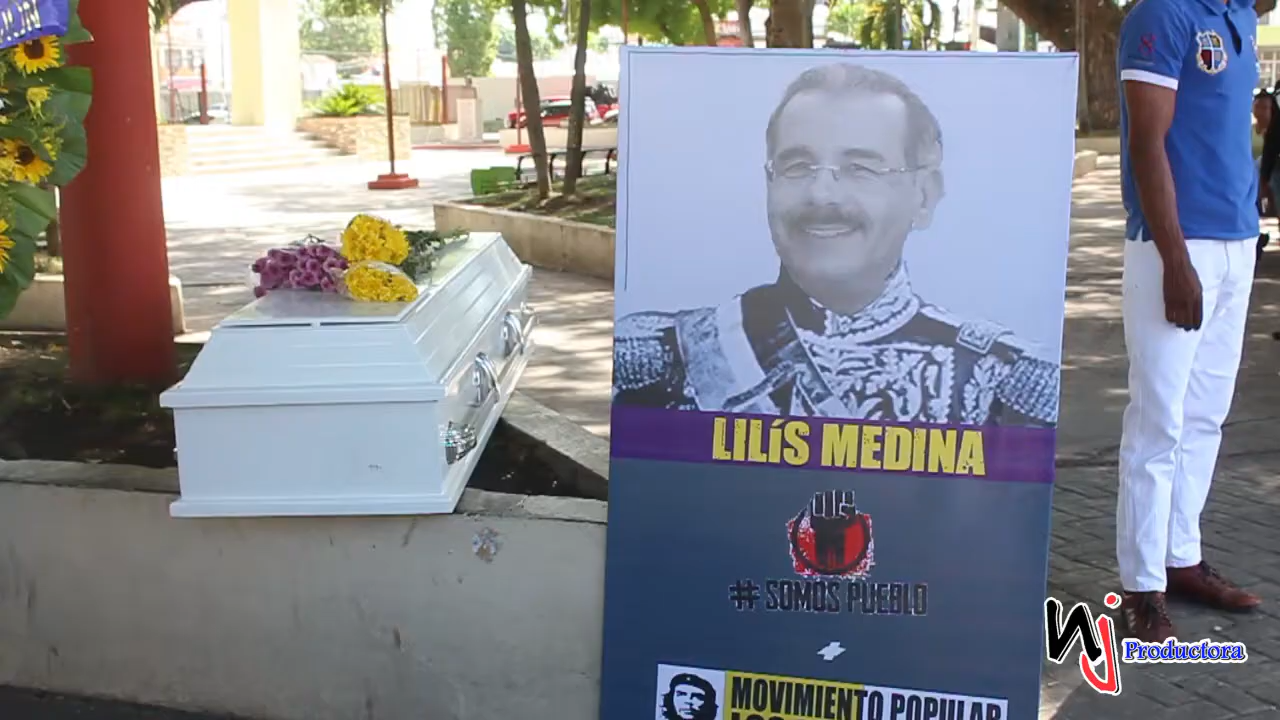 LILÍS MEDINA
# SOMOS PUEBLO
MOVIMIENTO POPULAR
NJ
Productora